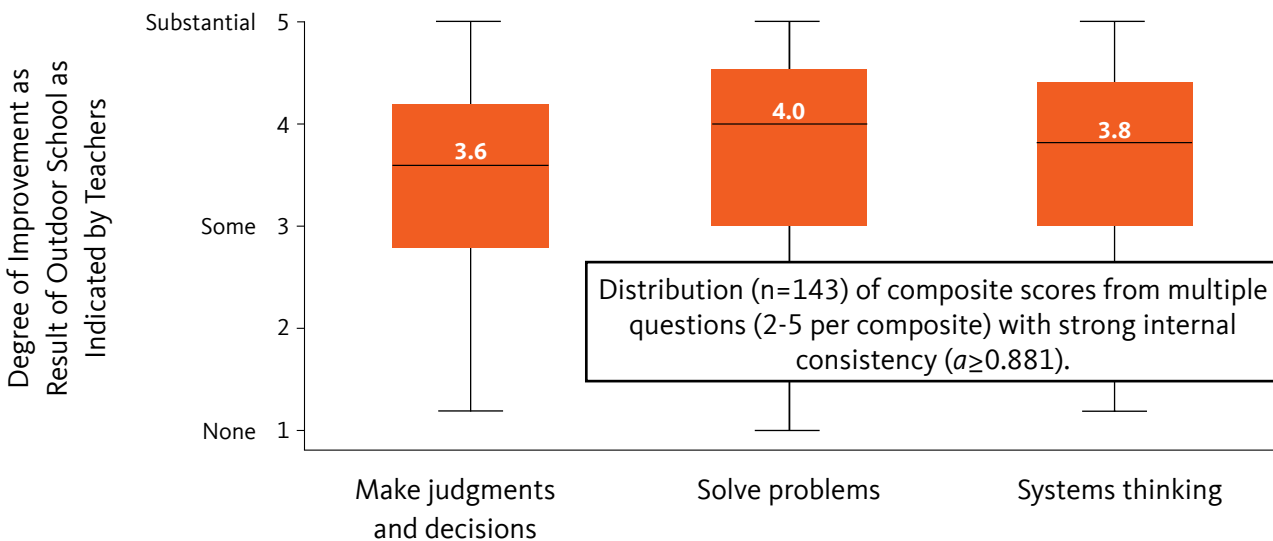 Degree of Improvement as
Result of Outdoor School as
Indicated by Teachers
Substantial 5
4
Some 3
2
None 1
3.6
4.0
3.8
Distribution (n=143) of composite scores from multiple
questions (2-5 per composite) with strong internal
consistency (a≥0.881).
Make judgments
and decisions
Solve problems
Systems thinking